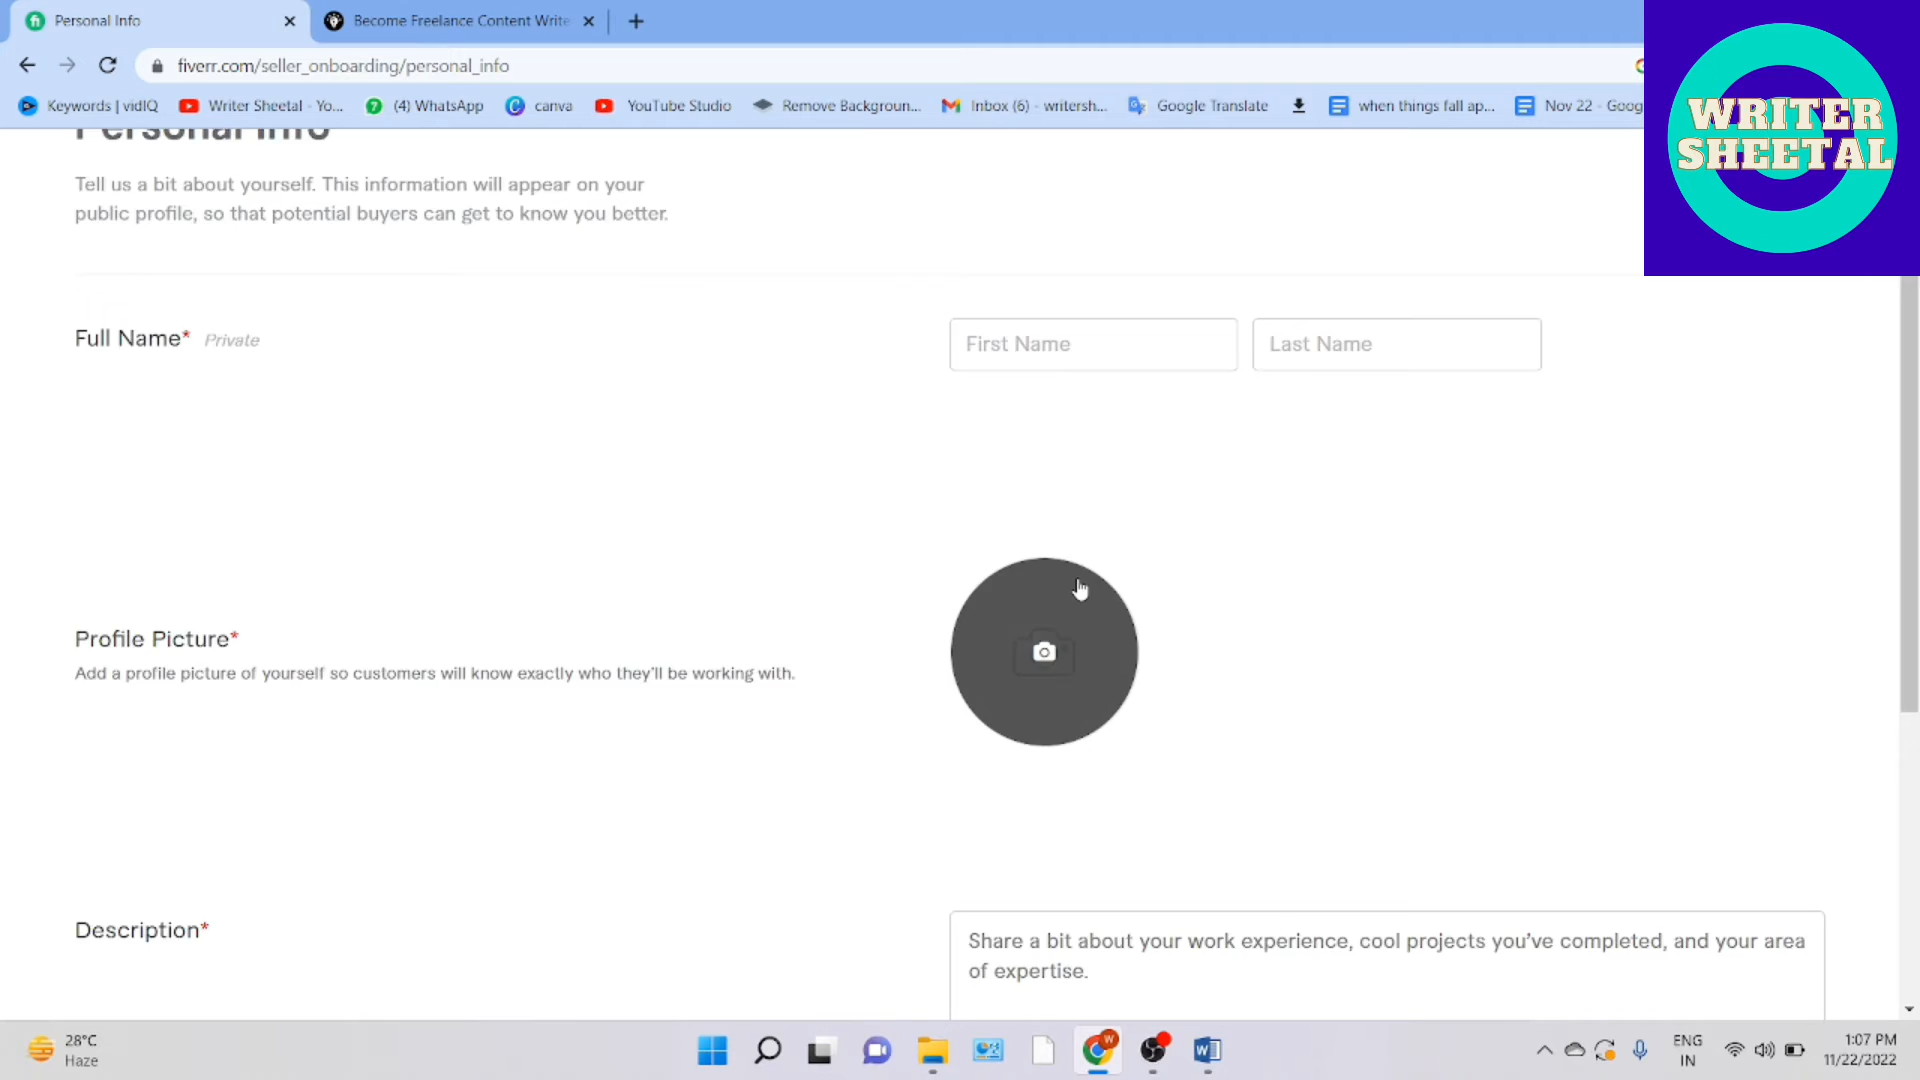 Personal Info
Become Freelance Content Write
fiverr.com/seller_onboarding/personal_info
Keywords | vidIQ
Writer Sheetal - Yo...
(4) WhatsApp
canva
YouTube Studio
Remove Backgroun...
Inbox (6) - writersh...
Google Translate
when things fall ap...
Nov 22 - Goog
WRITER
SHEETAL
Personal Info
Tell us a bit about yourself. This information will appear on your
public profile, so that potential buyers can get to know you better.
Full Name* Private
First Name
Last Name
Profile Picture*
Add a profile picture of yourself so customers will know exactly who they'll be working with.
Description*
Share a bit about your work experience, cool projects you've completed, and your area
of expertise.
28°C
Haze
ENG
IN
1:07 PM
11/22/2022